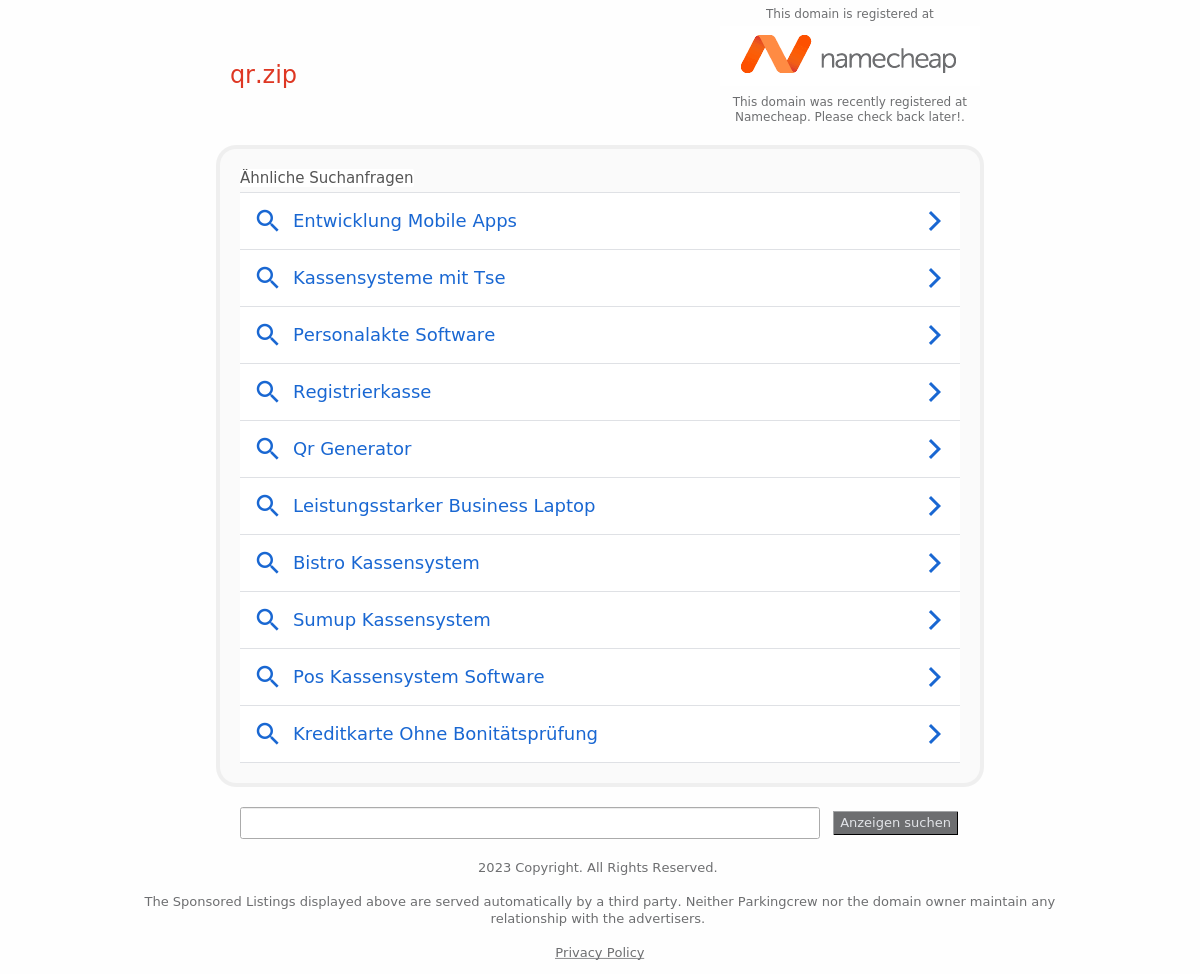 This domain is registered at
namecheap
qr.zip
This domain was recently registered at
Namecheap. Please check back later!.
Ähnliche Suchanfragen
Entwicklung Mobile Apps
Kassensysteme mit Tse
Personalakte Software
Registrierkasse
Qr Generator
Leistungsstarker Business Laptop
Bistro Kassensystem
Sumup Kassensystem
Pos Kassensystem Software
Kreditkarte Ohne Bonitätsprüfung
Anzeigen suchen
2023 Copyright. All Rights Reserved.
The Sponsored Listings displayed above are served automatically by a third party. Neither Parkingcrew nor the domain owner maintain any
relationship with the advertisers.
Privacy Policy